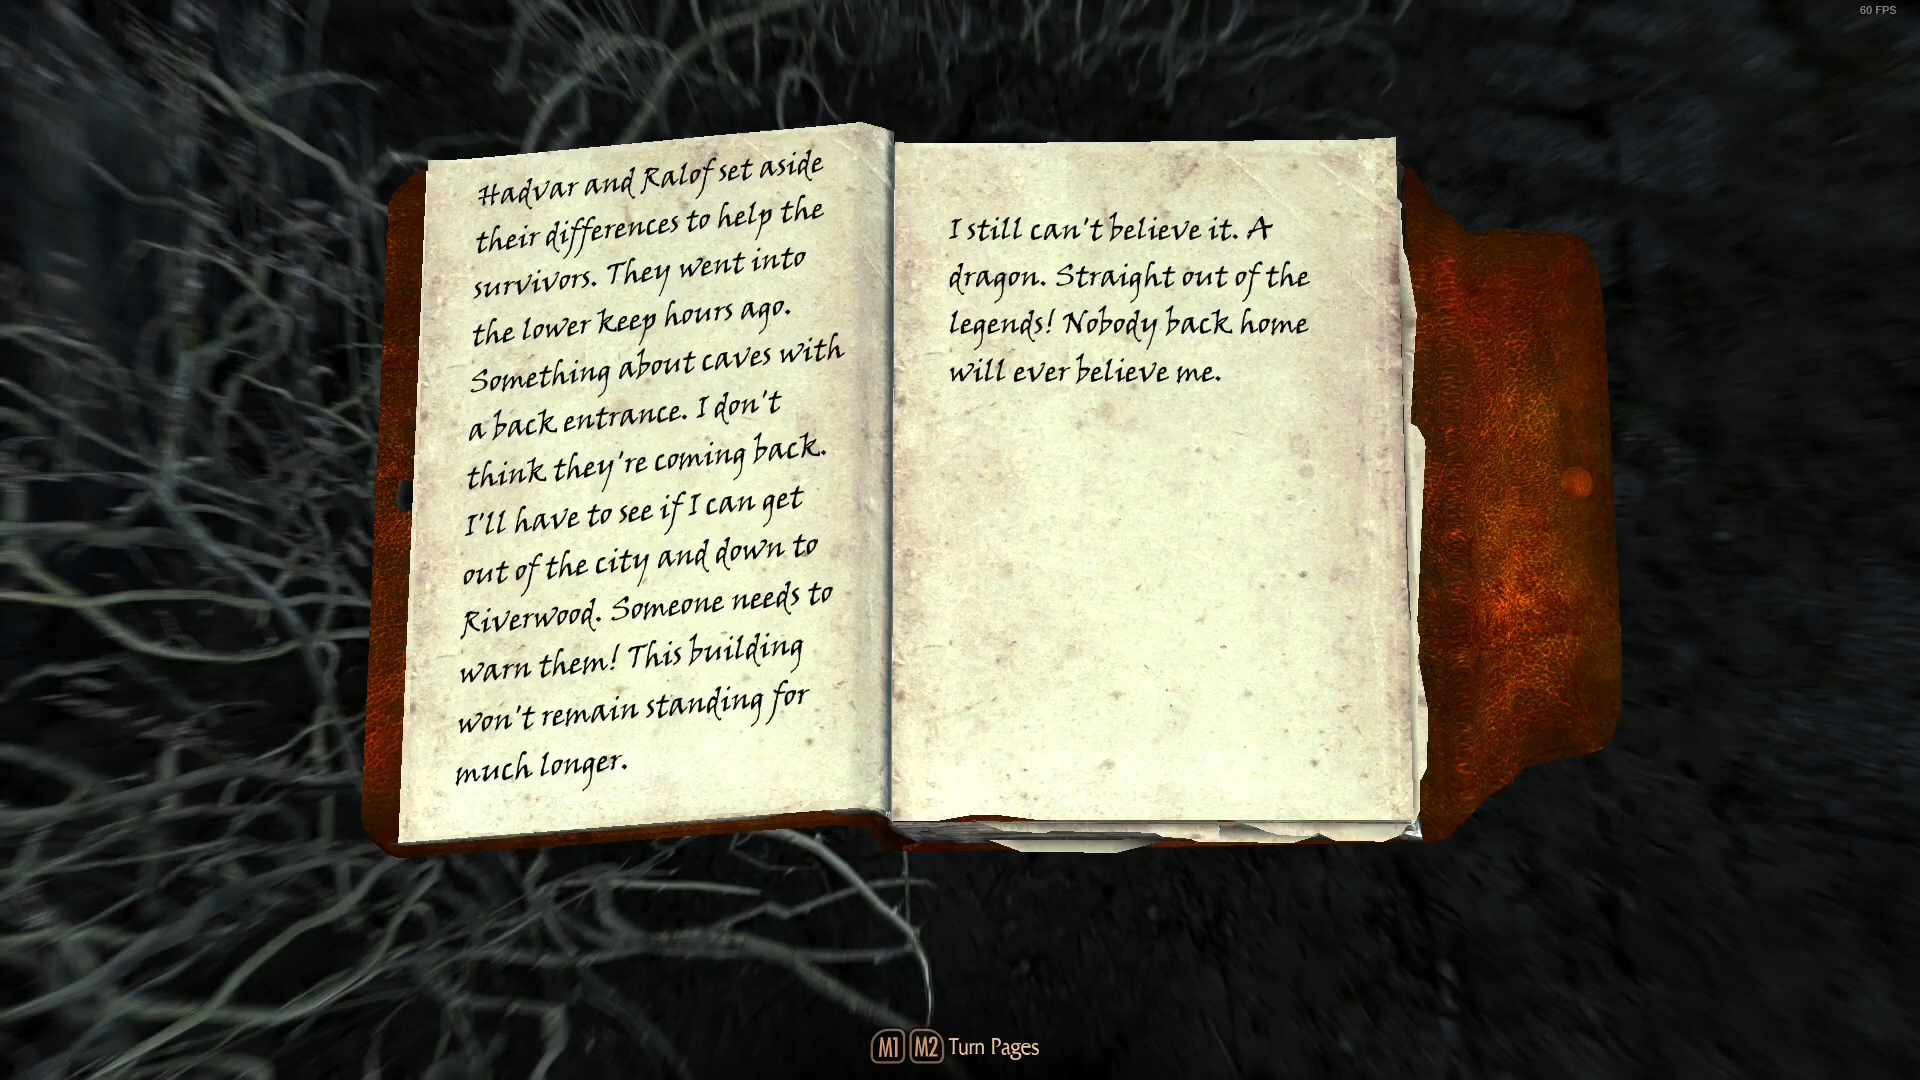 60 FPS
Hadvar and Ralof set aside
their differences to help the
survivors. They went into
the lower keep hours ago.
Something about caves with
a back entrance. I don't
think they're coming back.
I'll have to see if I can get
out of the city and down to
Riverwood. Someone needs to
warn them! This building
won't remain standing for
much longer.
I still can't believe it. A
dragon. Straight out of the
legends! Nobody back home
will ever believe me.
M1 M2 Turn Pages